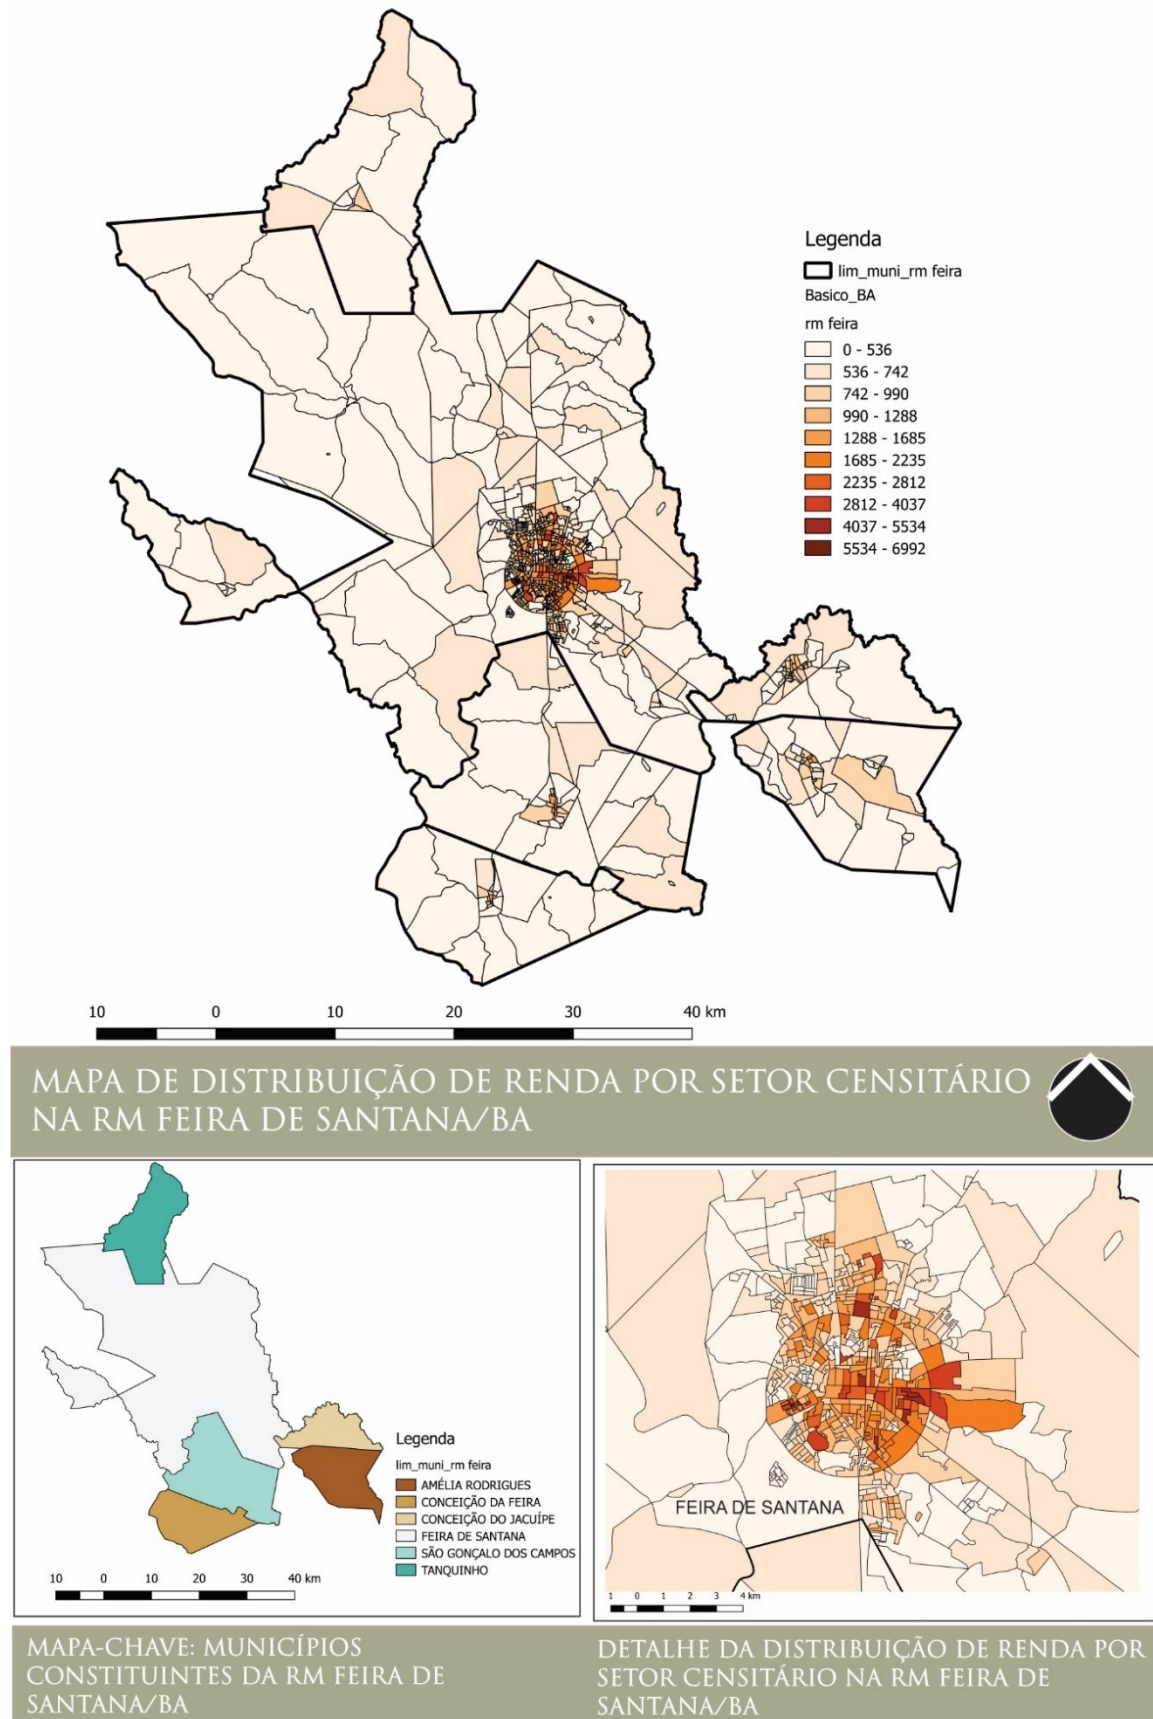 Legenda
lim_muni_rm feira
Basico_BA
rm feira
0 - 536
536 - 742
742 - 990
990 - 1288
1288 - 1685
1685 - 2235
2235 - 2812
2812 - 4037
4037 - 5534
5534 - 6992
10 0 10 20 30 40 km
MAPA DE DISTRIBUIÇÃO DE RENDA POR SETOR CENSITÁRIO
NA RM FEIRA DE SANTANA/BA
Legenda
lim_muni_rm feira
AMÉLIA RODRIGUES
CONCEIÇÃO DA FEIRA
CONCEIÇÃO DO JACUÍPE
FEIRA DE SANTANA
SÃO GONÇALO DOS CAMPOS
TANQUINHO
10 0 10 20 30 40 km
FEIRA DE SANTANA
1 0 1 2 3 4 km
MAPA-CHAVE: MUNICÍPIOS
CONSTITUINTES DA RM FEIRA DE
SANTANA/BA
DETALHE DA DISTRIBUIÇÃO DE RENDA POR
SETOR CENSITÁRIO NA RM FEIRA DE
SANTANA/BA